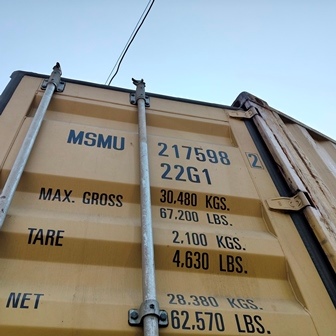 MSMU 217598 2
22G1
MAX. GROSS 30.480 KGS.
67.200 LBS.
TARE 2.100 KGS.
4,630 LBS.
NET 28.380 KGS.
62,570 LBS.